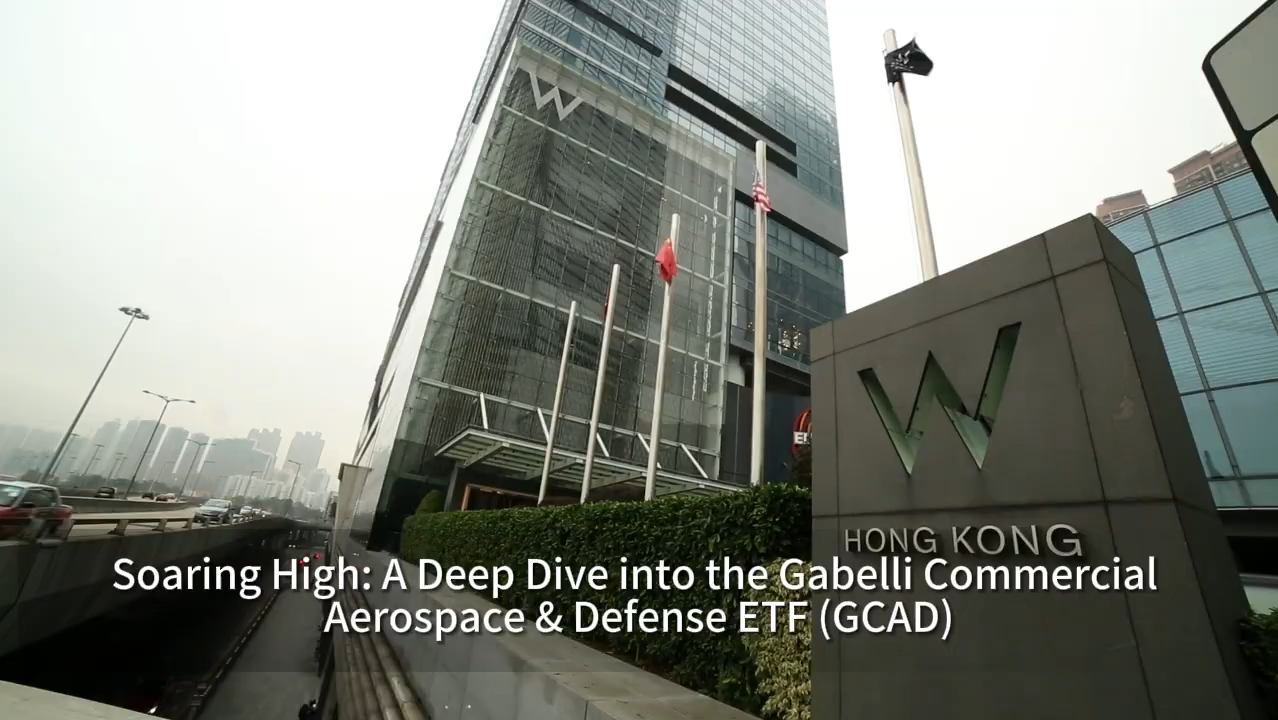 W
W
HONG KONG
Soaring High: A Deep Dive into the Gabelli Commercial
Aerospace & Defense ETF (GCAD)